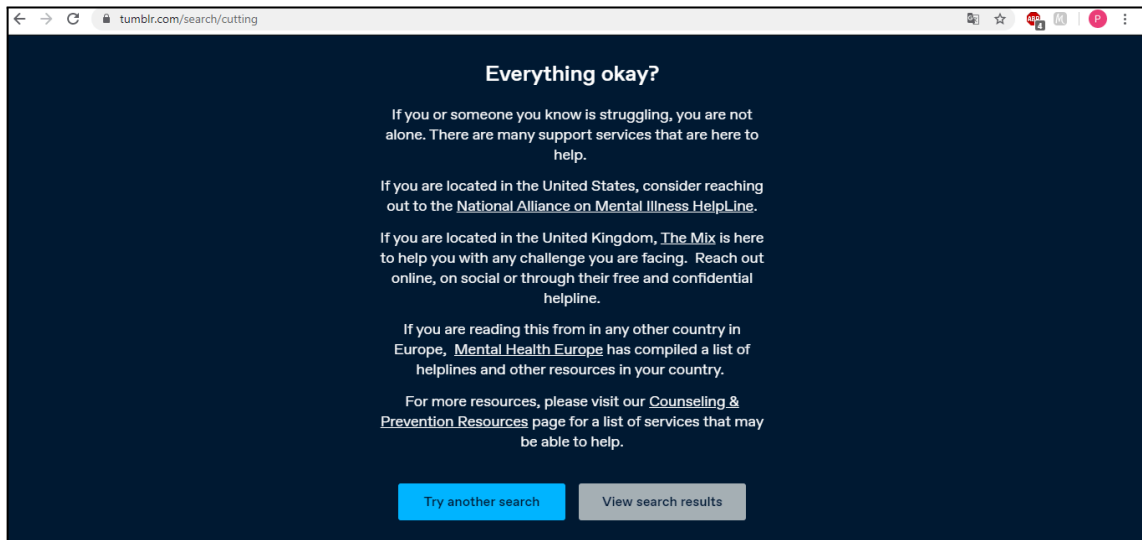 tumblr.com/search/cutting
ABP
4
P
Everything okay?
If you or someone you know is struggling, you are not
alone. There are many support services that are here to
help.
If you are located in the United States, consider reaching
out to the National Alliance on Mental Illness HelpLine.
If you are located in the United Kingdom, The Mix is here
to help you with any challenge you are facing.  Reach out
online, on social or through their free and confidential
helpline.
If you are reading this from in any other country in
Europe,  Mental Health Europe has compiled a list of
helplines and other resources in your country.
For more resources, please visit our Counseling &
Prevention Resources page for a list of services that may
be able to help.
Try another search
View search results